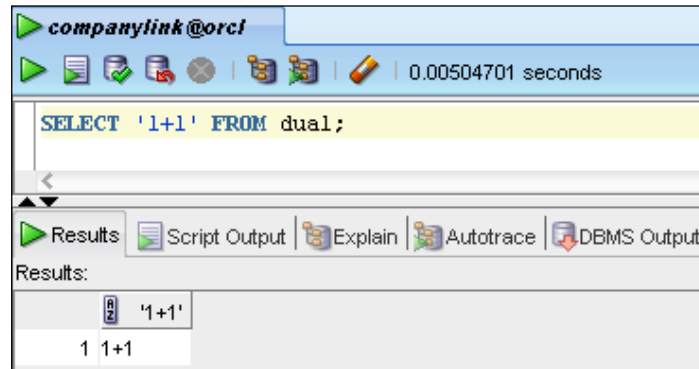 companylink@orcl
0.00504701 seconds
SELECT '1+1' FROM dual;
Results Script Output Explain Autotrace DBMS Output
Results:
A Z '1+1'
1 1+1